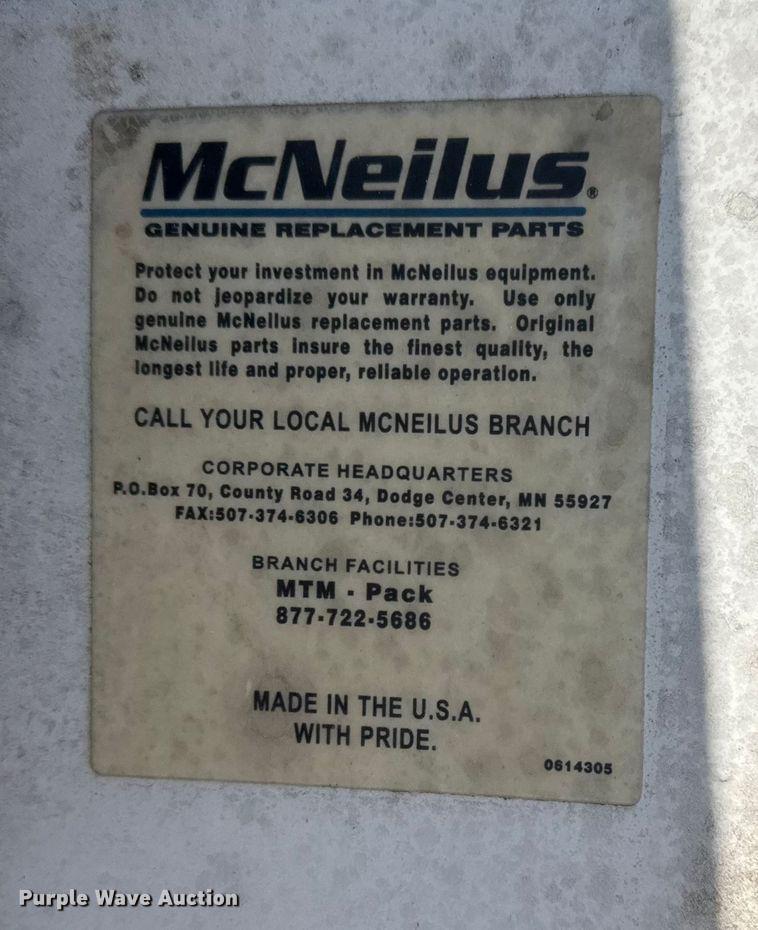 McNeilus®
GENUINE REPLACEMENT PARTS
Protect your investment in McNeilus equipment.
Do not jeopardize your warranty. Use only
genuine McNeilus replacement parts. Original
McNeilus parts insure the finest quality, the
longest life and proper, reliable operation.
CALL YOUR LOCAL MCNEILUS BRANCH
CORPORATE HEADQUARTERS
P.O.Box 70, County Road 34, Dodge Center, MN 55927
FAX:507-374-6306 Phone:507-374-6321
BRANCH FACILITIES
MTM - Pack
877-722-5686
MADE IN THE U.S.A.
WITH PRIDE.
0614305
Purple Wave Auction